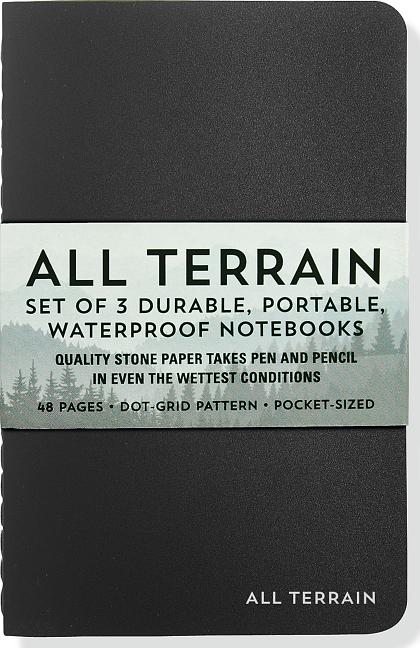 ALL TERRAIN
SET OF 3 DURABLE, PORTABLE,
WATERPROOF NOTEBOOKS
QUALITY STONE PAPER TAKES PEN AND PENCIL
IN EVEN THE WETTEST CONDITIONS
48 PAGES • DOT-GRID PATTERN • POCKET-SIZED
ALL TERRAIN